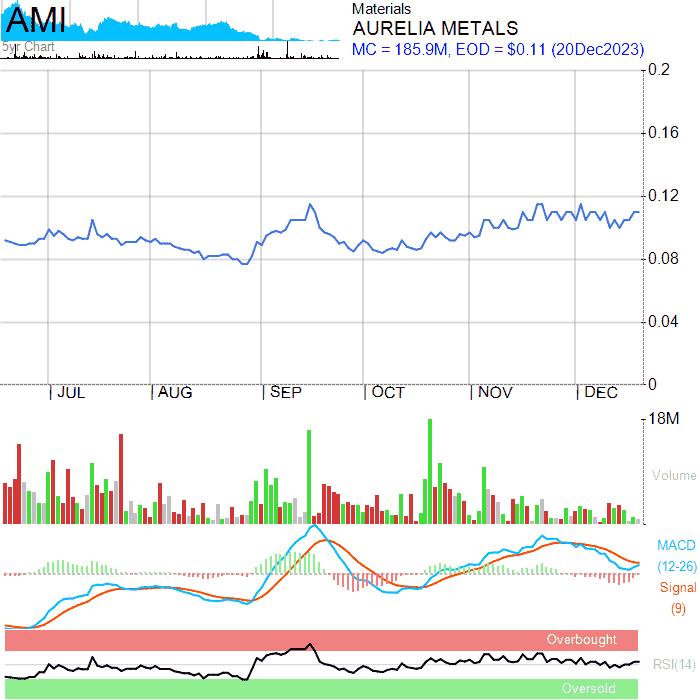 AMI
5yr Chart
Materials
AURELIA METALS
MC = 185.9M, EOD = $0.11 (20Dec2023)
0.2
0.16
0.12
0.08
0.04
0
JUL AUG SEP OCT NOV DEC
18M
Volume
MACD
(12-26)
Signal
(9)
Overbought
RSI(14)
Oversold